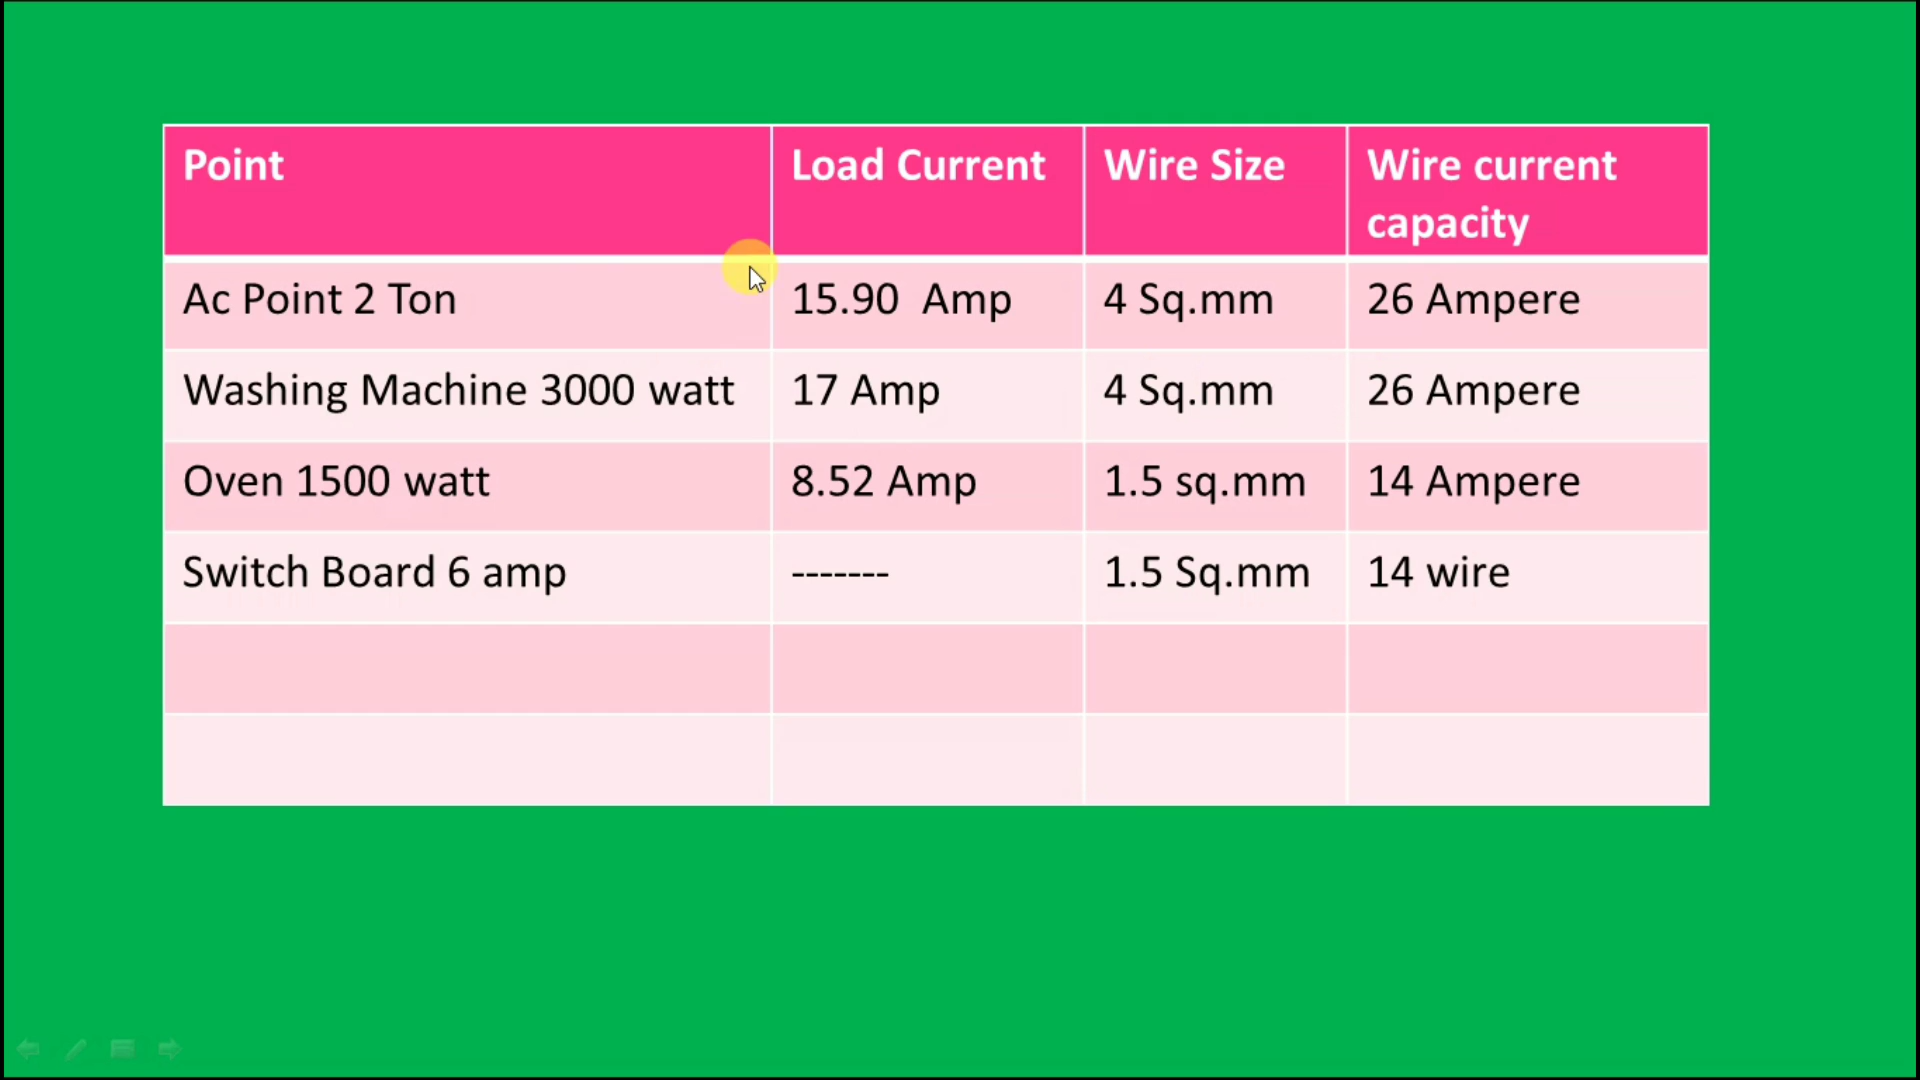 Point Load Current Wire Size Wire current
capacity
Ac Point 2 Ton 15.90 Amp 4 Sq.mm 26 Ampere
Washing Machine 3000 watt 17 Amp 4 Sq.mm 26 Ampere
Oven 1500 watt 8.52 Amp 1.5 sq.mm 14 Ampere
Switch Board 6 amp ------- 1.5 Sq.mm 14 wire